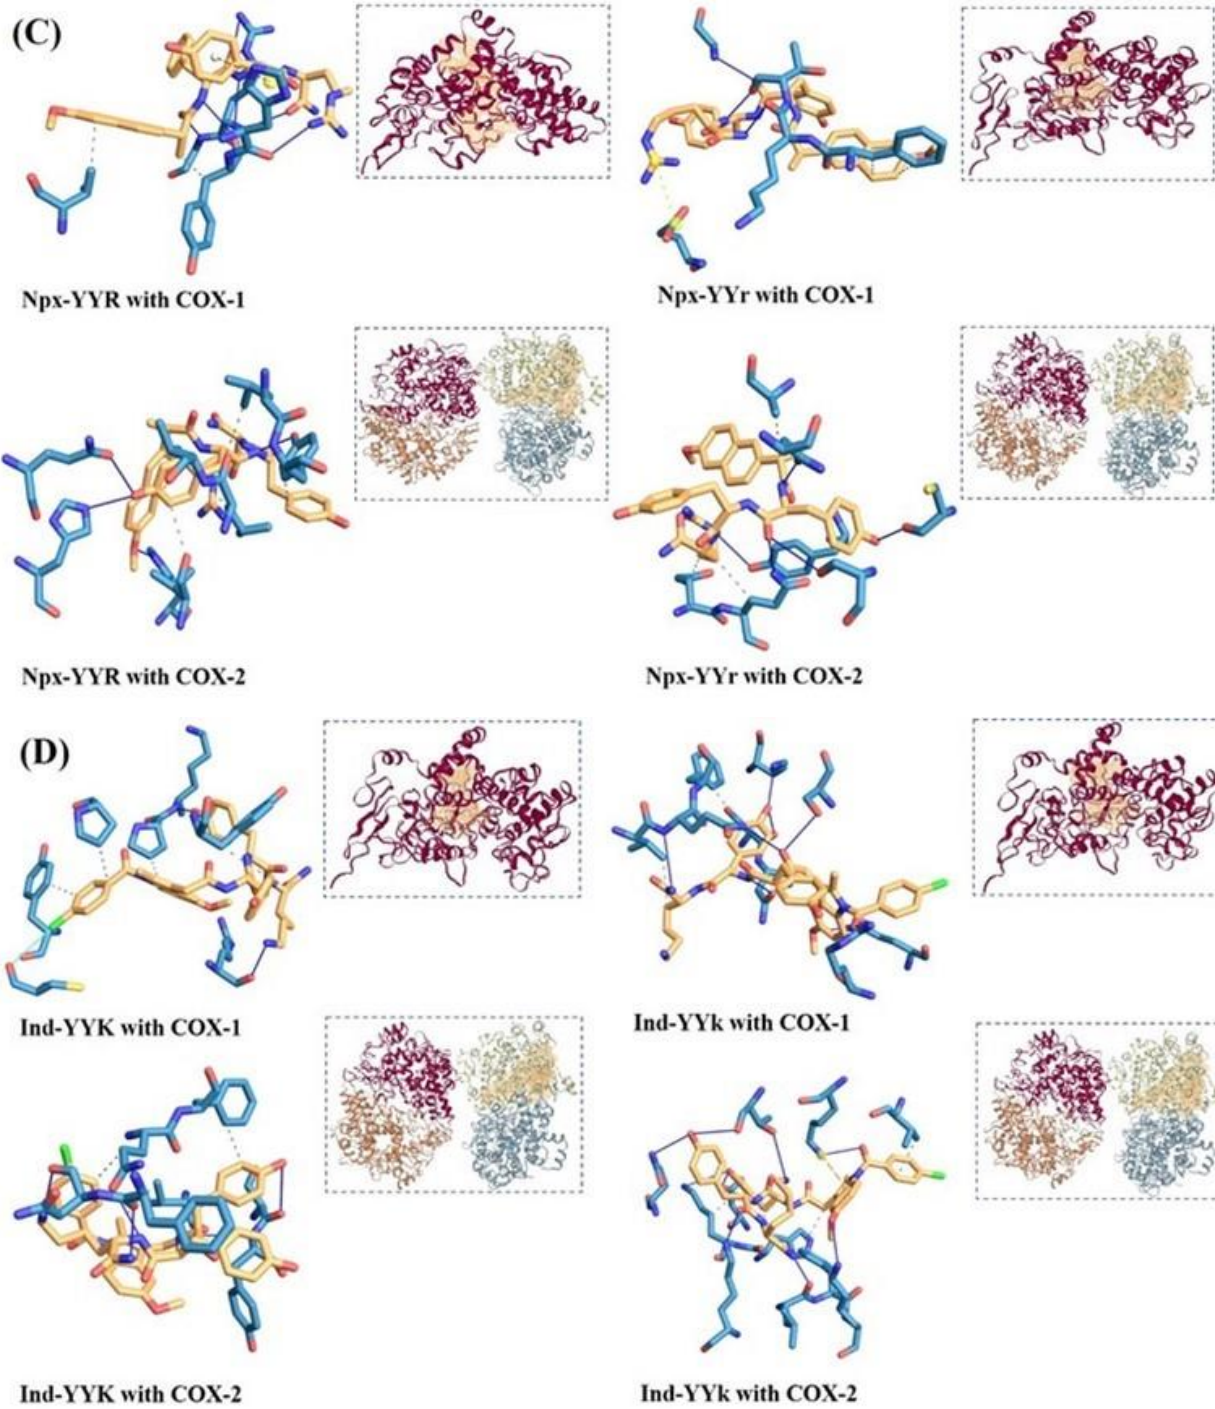 (C)
Npx-YYR with COX-1
Npx-YYr with COX-1
Npx-YYR with COX-2
Npx-YYr with COX-2
(D)
Ind-YYK with COX-1
Ind-YYk with COX-1
Ind-YYK with COX-2
Ind-YYk with COX-2